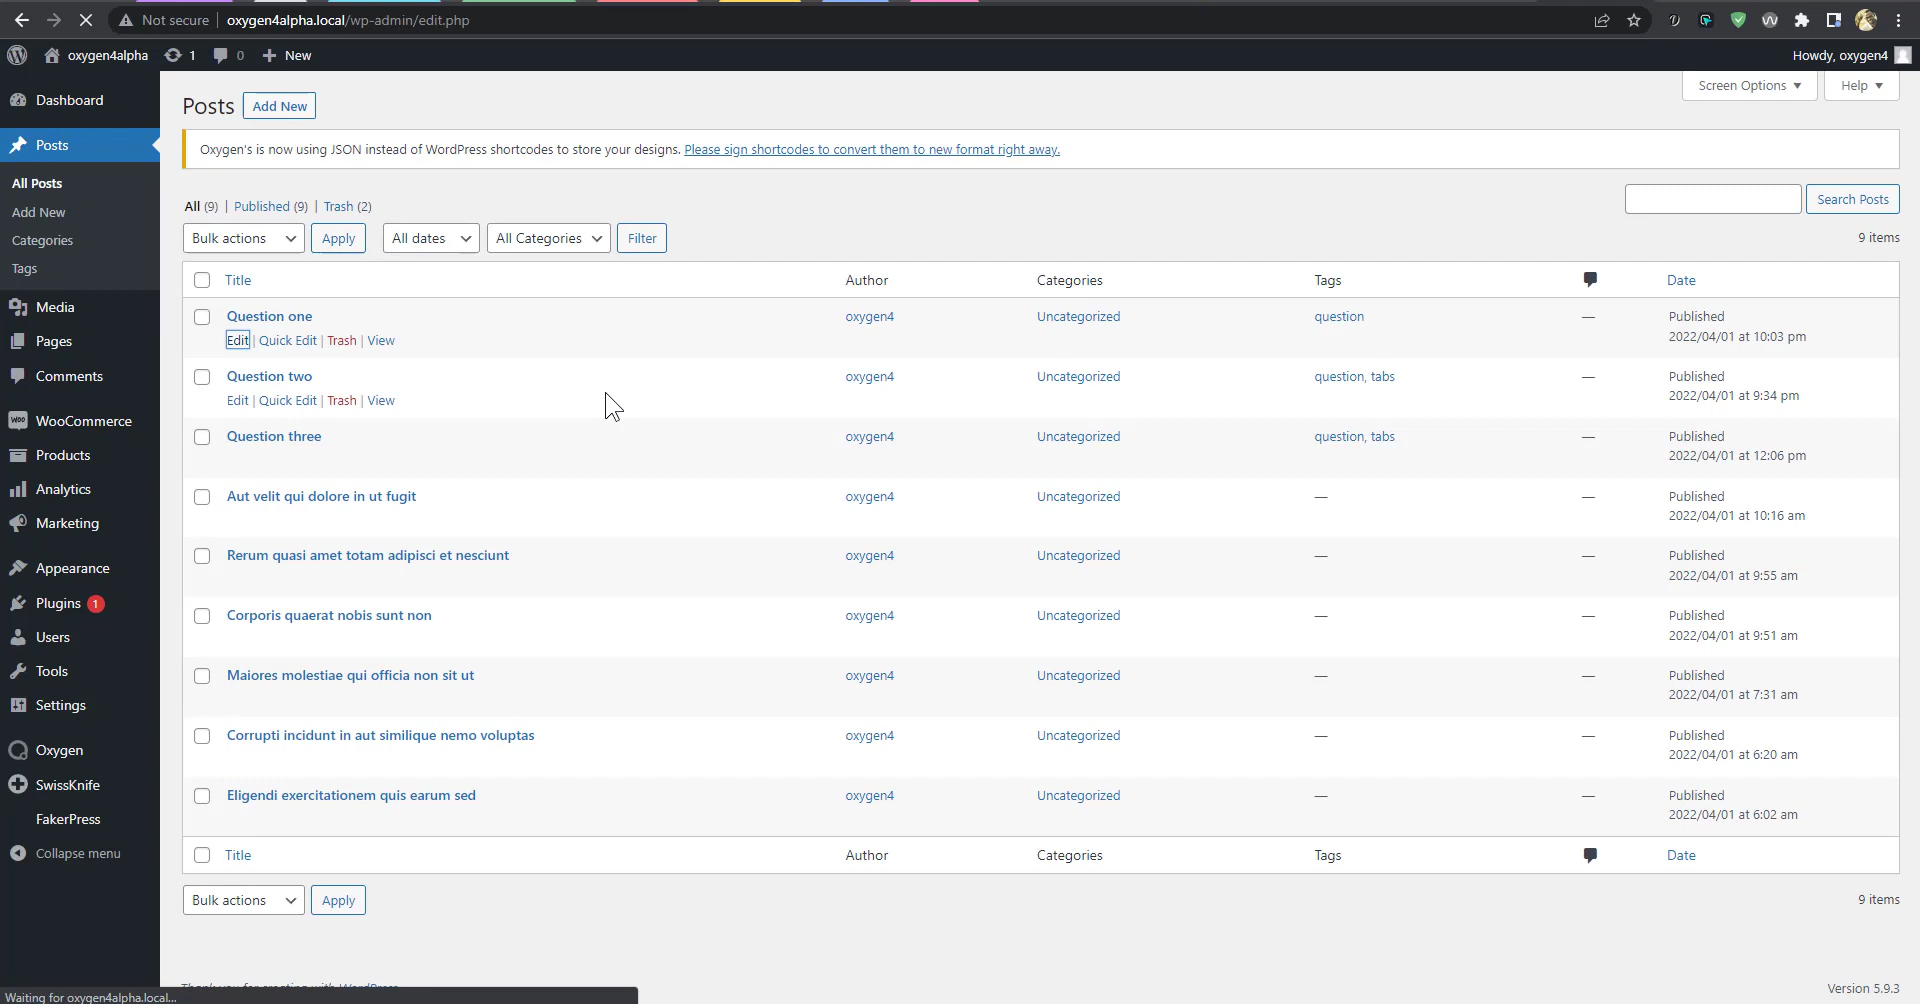 Not secure oxygen4alpha.local/wp-admin/edit.php
oxygen4alpha 1 0 New Howdy, oxygen4
Screen Options Help
Dashboard
Posts
All Posts
Add New
Categories
Tags
Media
Pages
Comments
WooCommerce
Products
Analytics
Marketing
Appearance
Plugins 1
Users
Tools
Settings
Oxygen
SwissKnife
FakerPress
Collapse menu
Posts Add New
Oxygen's is now using JSON instead of WordPress shortcodes to store your designs. Please sign shortcodes to convert them to new format right away.
All (9) | Published (9) | Trash (2)
Search Posts
Bulk actions Apply All dates All Categories Filter
9 items
Title Author Categories Tags Date
Question one oxygen4 Uncategorized question — Published
Edit | Quick Edit | Trash | View 2022/04/01 at 10:03 pm
Question two oxygen4 Uncategorized question, tabs — Published
Edit | Quick Edit | Trash | View 2022/04/01 at 9:34 pm
Question three oxygen4 Uncategorized question, tabs — Published
2022/04/01 at 12:06 pm
Aut velit qui dolore in ut fugit oxygen4 Uncategorized — — Published
2022/04/01 at 10:16 am
Rerum quasi amet totam adipisci et nesciunt oxygen4 Uncategorized — — Published
2022/04/01 at 9:55 am
Corporis quaerat nobis sunt non oxygen4 Uncategorized — — Published
2022/04/01 at 9:51 am
Maiores molestiae qui officia non sit ut oxygen4 Uncategorized — — Published
2022/04/01 at 7:31 am
Corrupti incidunt in aut similique nemo voluptas oxygen4 Uncategorized — — Published
2022/04/01 at 6:20 am
Eligendi exercitationem quis earum sed oxygen4 Uncategorized — — Published
2022/04/01 at 6:02 am
Title Author Categories Tags Date
Bulk actions Apply
9 items
Thank you for creating with WordPress.
Version 5.9.3
Waiting for oxygen4alpha.local...